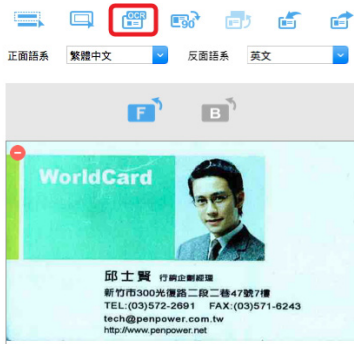 OCR
90°
正面語系 繁體中文 反面語系 英文
F B
WorldCard
邱士賢 行銷企劃經理
新竹市300光復路二段二巷47號7樓
TEL:(03)572-2691 FAX:(03)571-6243
tech@penpower.com.tw
http://www.penpower.net